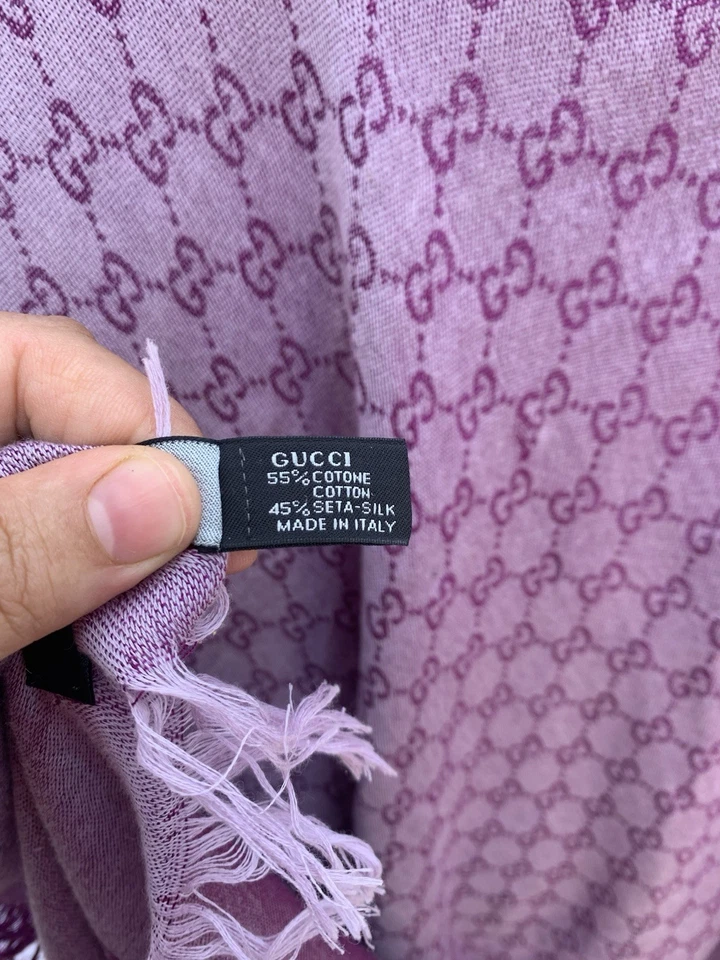 GUCCI
55% COTONE
COTTON
45% SETA-SILK
MADE IN ITALY